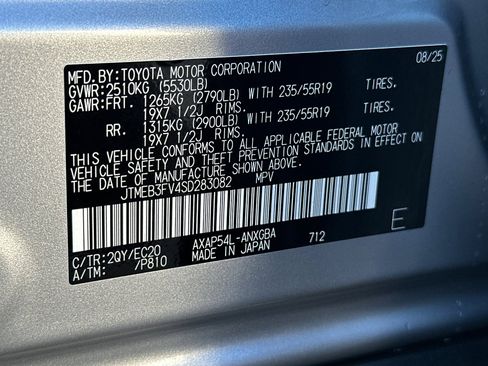 MFD.BY:TOYOTA MOTOR CORPORATION 08/25
GVWR:2510KG (5530LB)
GAWR:FRT. 1265KG (2790LB) WITH 235/55R19 TIRES.
19X7 1/2J RIMS.
RR. 1315KG (2900LB) WITH 235/55R19 TIRES.
19X7 1/2J RIMS.
THIS VEHICLE CONFORMS TO ALL APPLICABLE FEDERAL MOTOR
VEHICLE SAFETY AND THEFT PREVENTION STANDARDS IN EFFECT ON
THE DATE OF MANUFACTURE SHOWN ABOVE.
JTMEB3FV4SD283082 MPV
C/TR:2QY/EC20 AXAP54L-ANXGBA 712 E
A/TM: /P810 MADE IN JAPAN